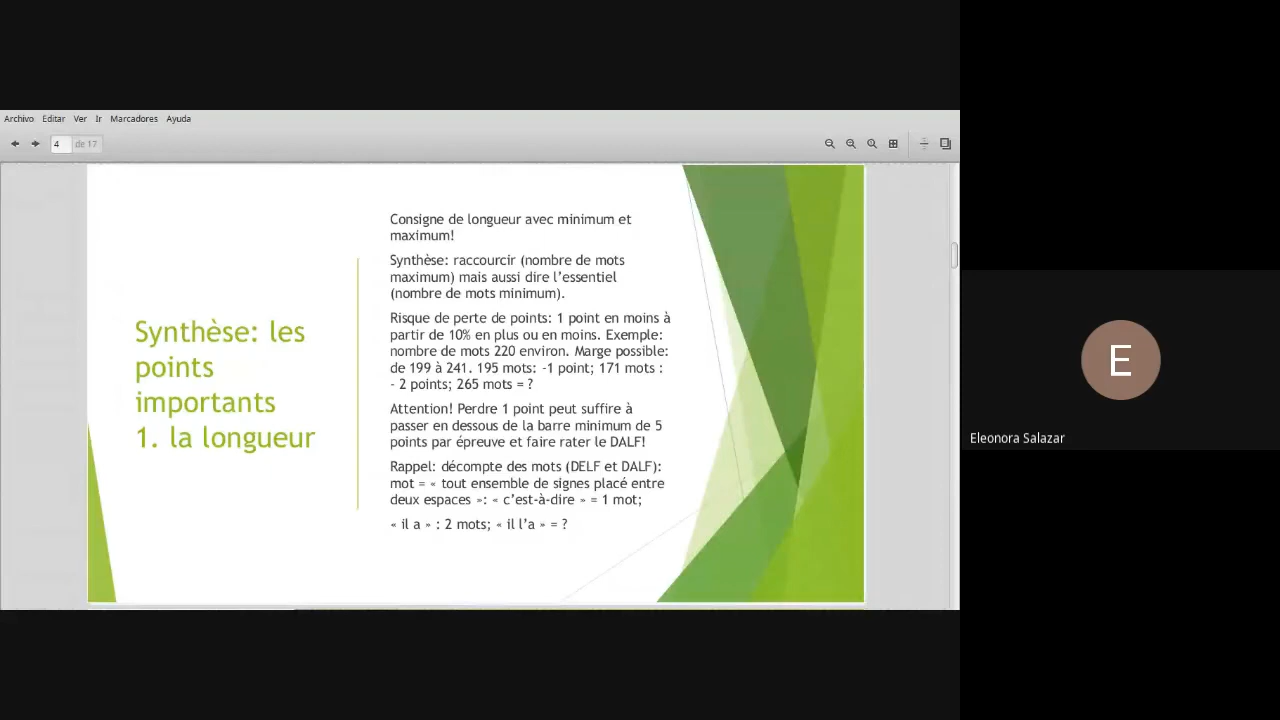 Archivo Editar Ver Ir Marcadores Ayuda
4 de 17
Synthèse: les
points
importants
1. la longueur
Consigne de longueur avec minimum et
maximum!
Synthèse: raccourcir (nombre de mots
maximum) mais aussi dire l’essentiel
(nombre de mots minimum).
Risque de perte de points: 1 point en moins à
partir de 10% en plus ou en moins. Exemple:
nombre de mots 220 environ. Marge possible:
de 199 à 241. 195 mots: -1 point; 171 mots :
- 2 points; 265 mots = ?
Attention! Perdre 1 point peut suffire à
passer en dessous de la barre minimum de 5
points par épreuve et faire rater le DALF!
Rappel: décompte des mots (DELF et DALF):
mot = « tout ensemble de signes placé entre
deux espaces »: « c’est-à-dire » = 1 mot;
« il a » : 2 mots; « il l’a » = ?
E
Eleonora Salazar